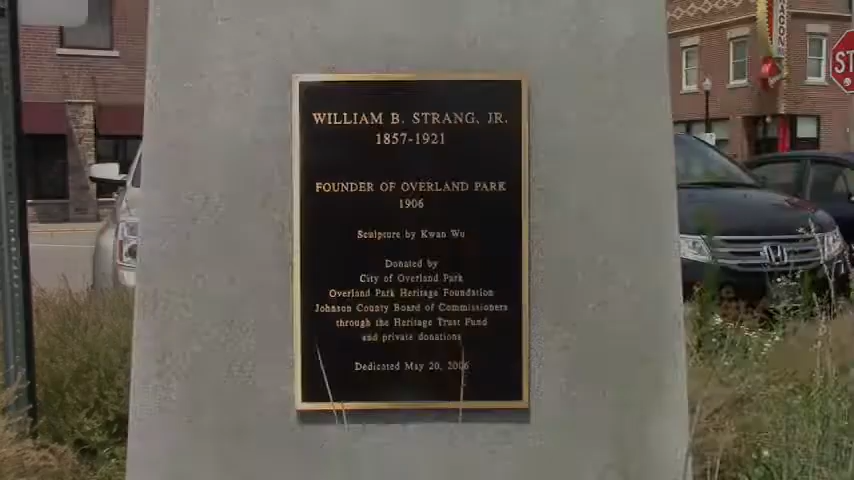 WILLIAM B. STRANG, JR.
1857-1921
FOUNDER OF OVERLAND PARK
1906
Sculpture by Kwan Wu
Donated by
City of Overland Park
Overland Park Heritage Foundation
Johnson County Board of Commissioners
through the Heritage Trust Fund
and private donations
Dedicated May 20, 2006
ST